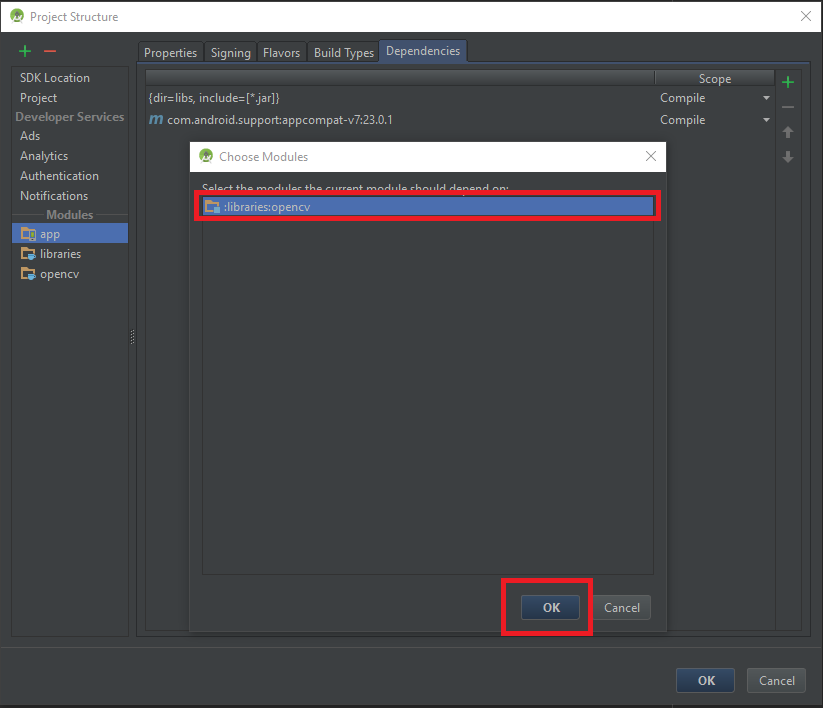 Project Structure
SDK Location
Project
Developer Services
Ads
Analytics
Authentication
Notifications
Modules
app
libraries
opencv
Properties
Signing
Flavors
Build Types
Dependencies
Scope
{dir=libs, include=[*.jar]}
Compile
m com.android.support:appcompat-v7:23.0.1
Compile
Choose Modules
Select the modules the current module should depend on:
:libraries:opencv
OK
Cancel
OK
Cancel